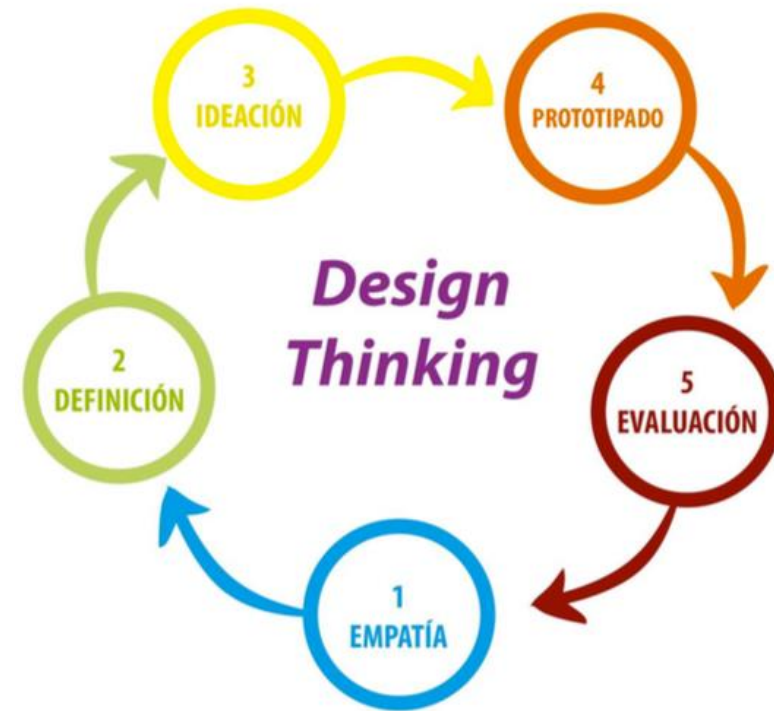 3
IDEACIÓN
4
PROTOTIPADO
Design
Thinking
2
DEFINICIÓN
5
EVALUACIÓN
1
EMPATÍA